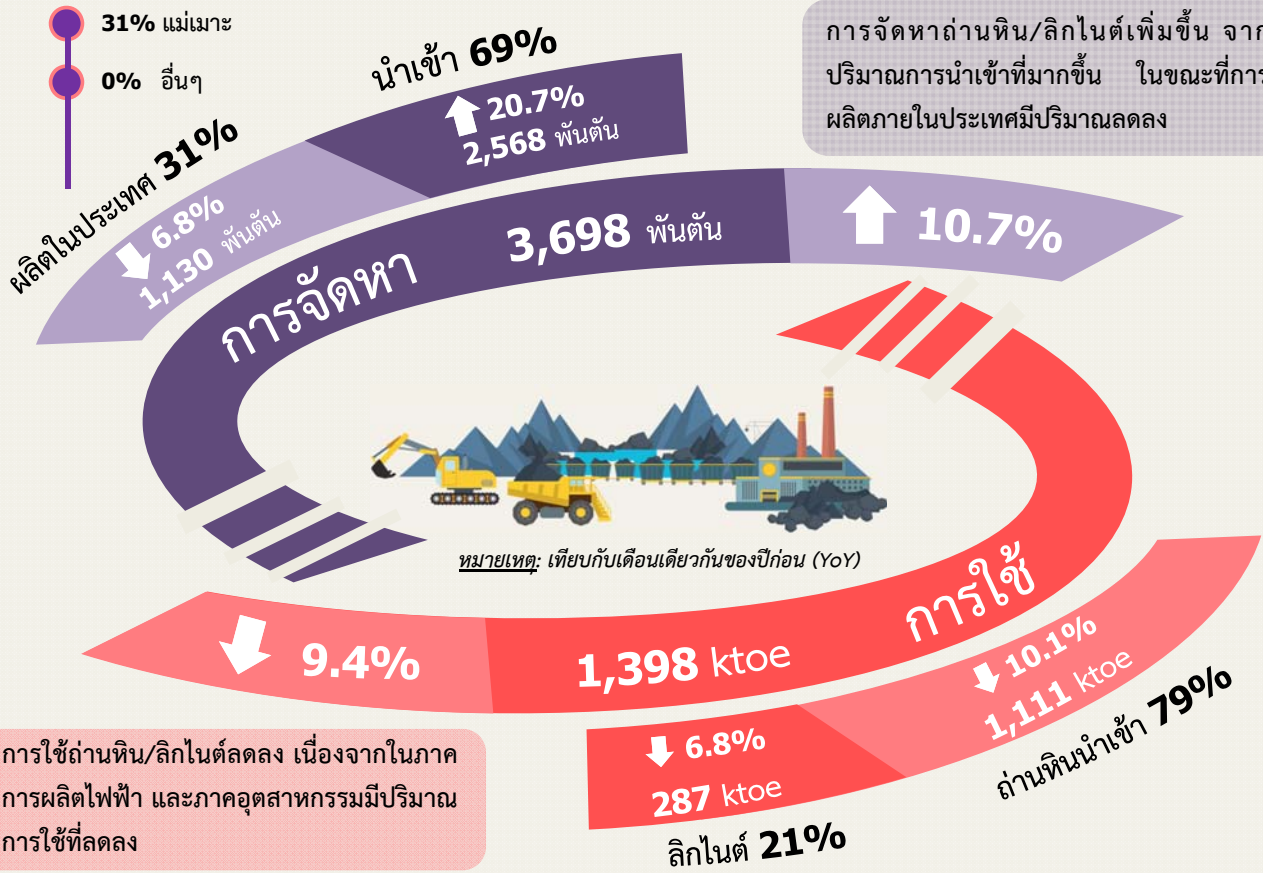 31% แม่เมาะ
0% อื่นๆ
นำเข้า 69%
20.7%
2,568 พันตัน
ผลิตในประเทศ 31%
6.8%
1,130 พันตัน
การจัดหาถ่านหิน/ลิกไนต์เพิ่มขึ้น จาก
ปริมาณการนำเข้าที่มากขึ้น ในขณะที่การ
ผลิตภายในประเทศมีปริมาณลดลง
การจัดหา 3,698 พันตัน
10.7%
หมายเหตุ: เทียบกับเดือนเดียวกันของปีก่อน (YoY)
การใช้
1,398 ktoe
9.4%
10.1%
1,111 ktoe
ถ่านหินนำเข้า 79%
6.8%
287 ktoe
ลิกไนต์ 21%
การใช้ถ่านหิน/ลิกไนต์ลดลง เนื่องจากในภาค
การผลิตไฟฟ้า และภาคอุตสาหกรรมมีปริมาณ
การใช้ที่ลดลง